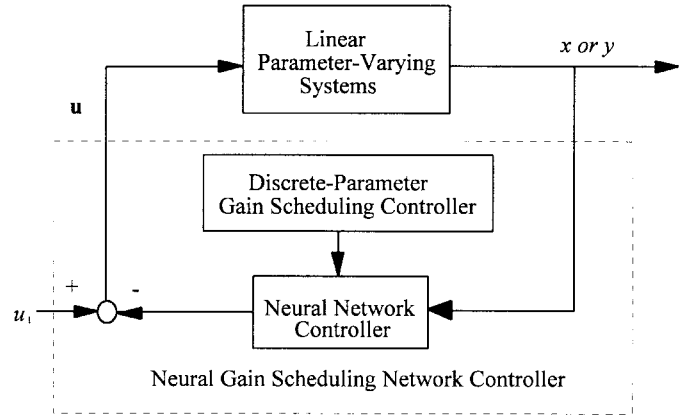 Linear
Parameter-Varying
Systems
x or y
u
Discrete-Parameter
Gain Scheduling Controller
+
-
u₁
Neural Network
Controller
Neural Gain Scheduling Network Controller